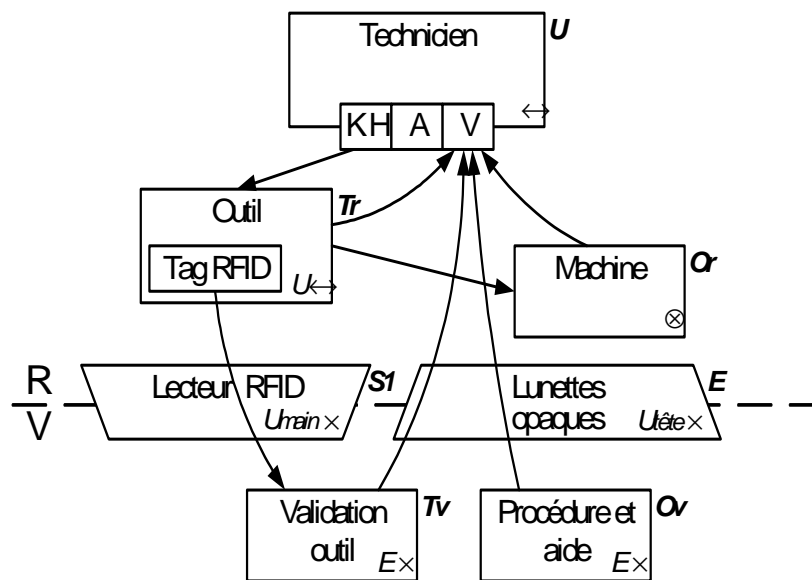 Technicien U
↔
KH A V
Outil Tr
Tag RFID
U↔
Machine Or
⊗
R
V
Lecteur RFID S1
Umain ×
Lunettes E
opaques Utête ×
Validation Tv
outil
E×
Procédure et Ov
aide
E×